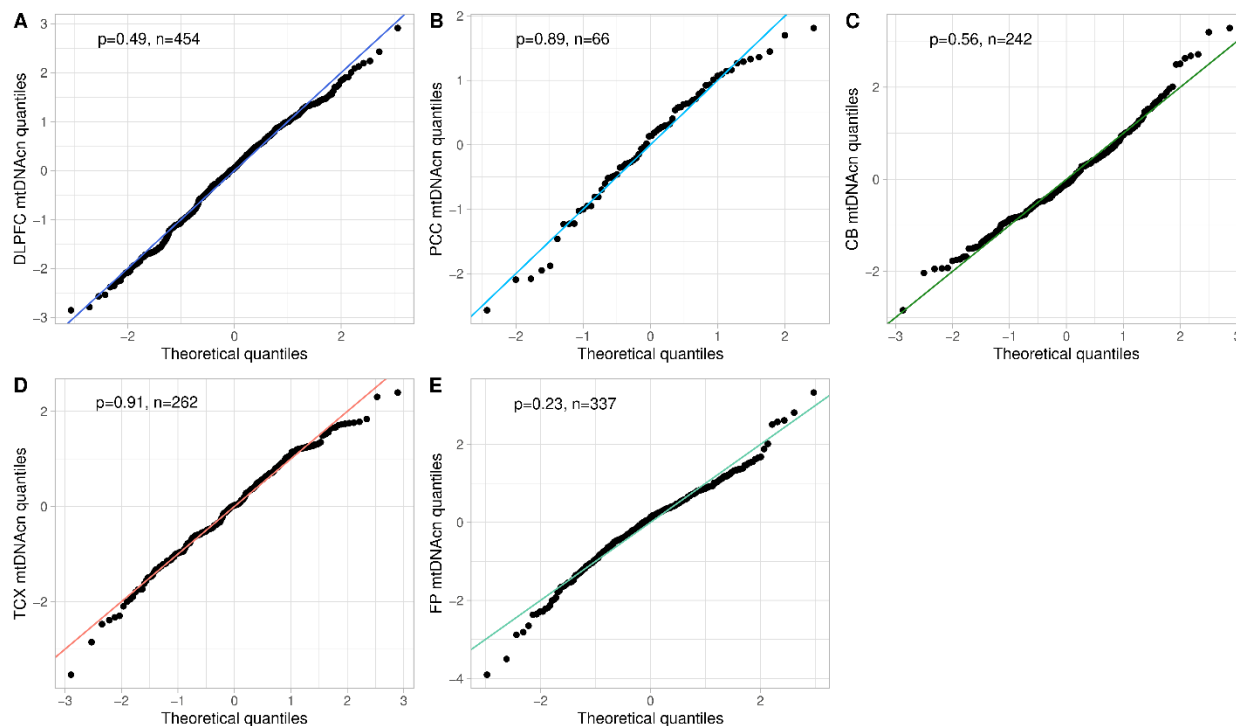 A
p=0.49, n=454
DLPFC mtDNAcn quantiles
3
2
1
0
−1
−2
−3
−2
0
2
Theoretical quantiles
B
p=0.89, n=66
PCC mtDNAcn quantiles
2
1
0
−1
−2
−2
−1
0
1
2
Theoretical quantiles
C
p=0.56, n=242
CB mtDNAcn quantiles
2
0
−2
−3
−2
−1
0
1
2
3
Theoretical quantiles
D
p=0.91, n=262
TCX mtDNAcn quantiles
2
0
−2
−3
−2
−1
0
1
2
3
Theoretical quantiles
E
p=0.23, n=337
FP mtDNAcn quantiles
2
0
−2
−4
−2
0
2
Theoretical quantiles